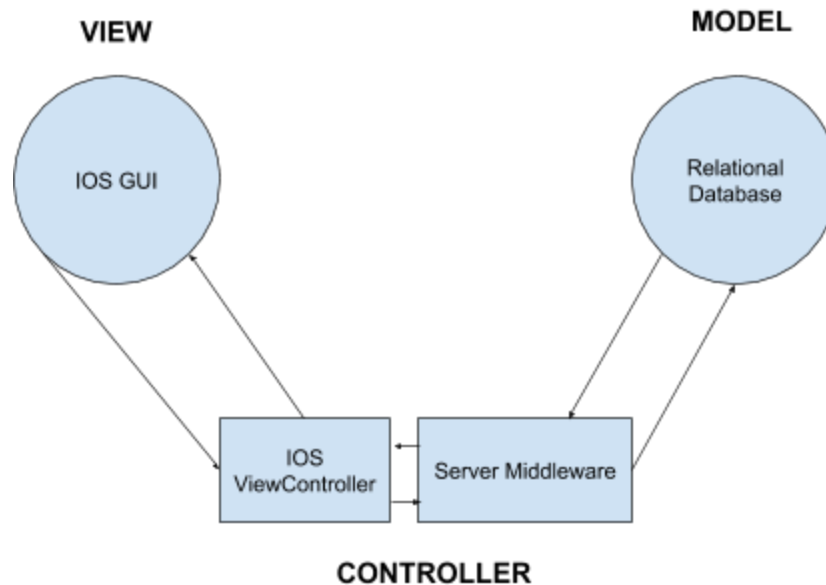 VIEW
MODEL
IOS GUI
Relational
Database
IOS
ViewController
Server Middleware
CONTROLLER